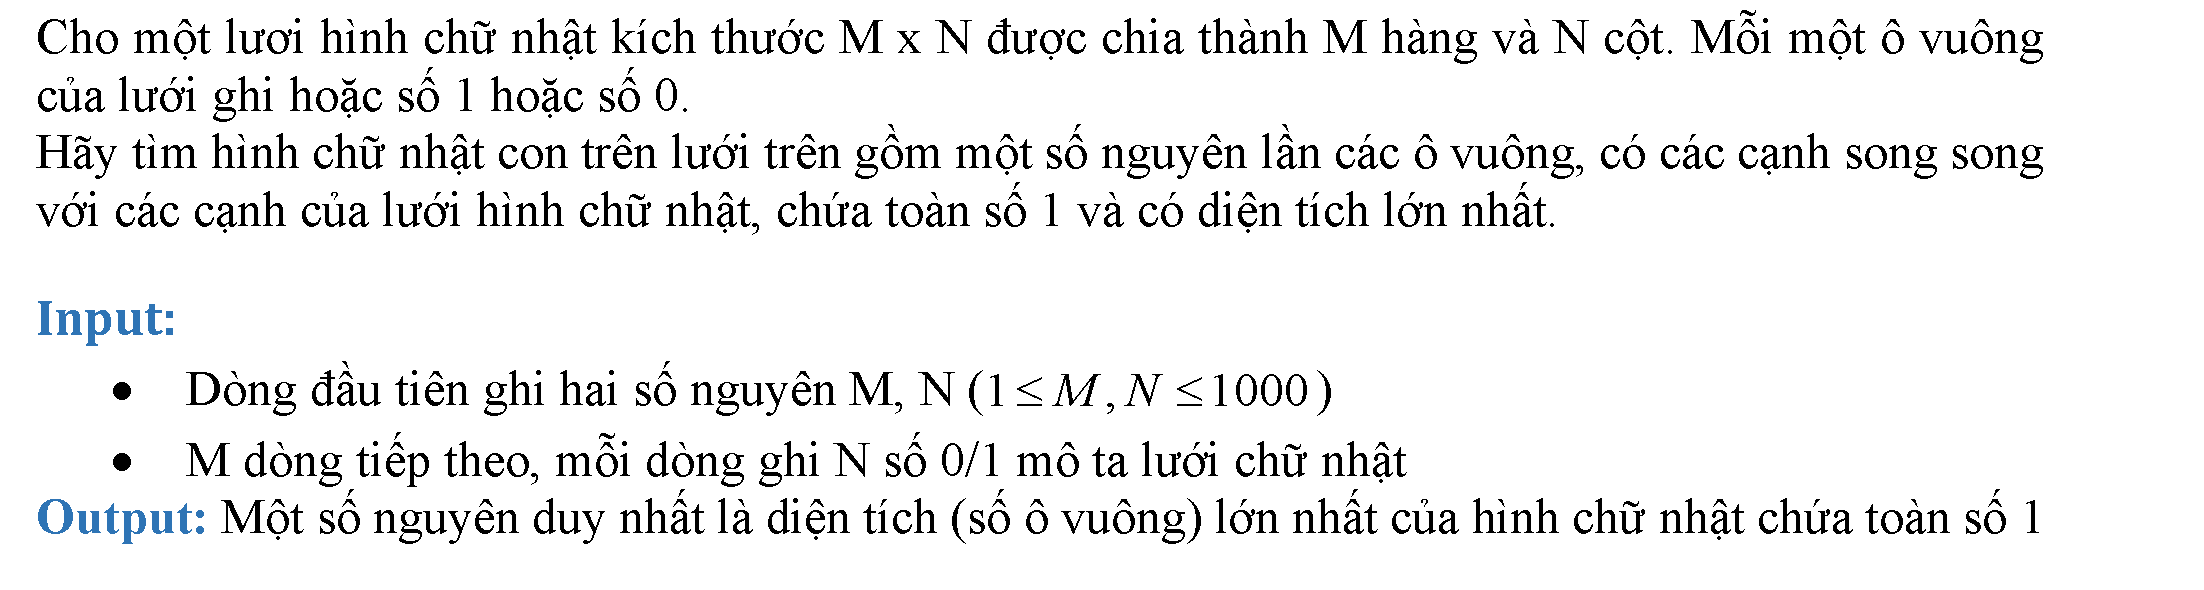 Cho một lươi hình chữ nhật kích thước M x N được chia thành M hàng và N cột. Mỗi một ô vuông
của lưới ghi hoặc số 1 hoặc số 0.
Hãy tìm hình chữ nhật con trên lưới trên gồm một số nguyên lần các ô vuông, có các cạnh song song
với các cạnh của lưới hình chữ nhật, chứa toàn số 1 và có diện tích lớn nhất.
Input:
• Dòng đầu tiên ghi hai số nguyên M, N (1 ≤ M, N ≤ 1000)
• M dòng tiếp theo, mỗi dòng ghi N số 0/1 mô ta lưới chữ nhật
Output: Một số nguyên duy nhất là diện tích (số ô vuông) lớn nhất của hình chữ nhật chứa toàn số 1